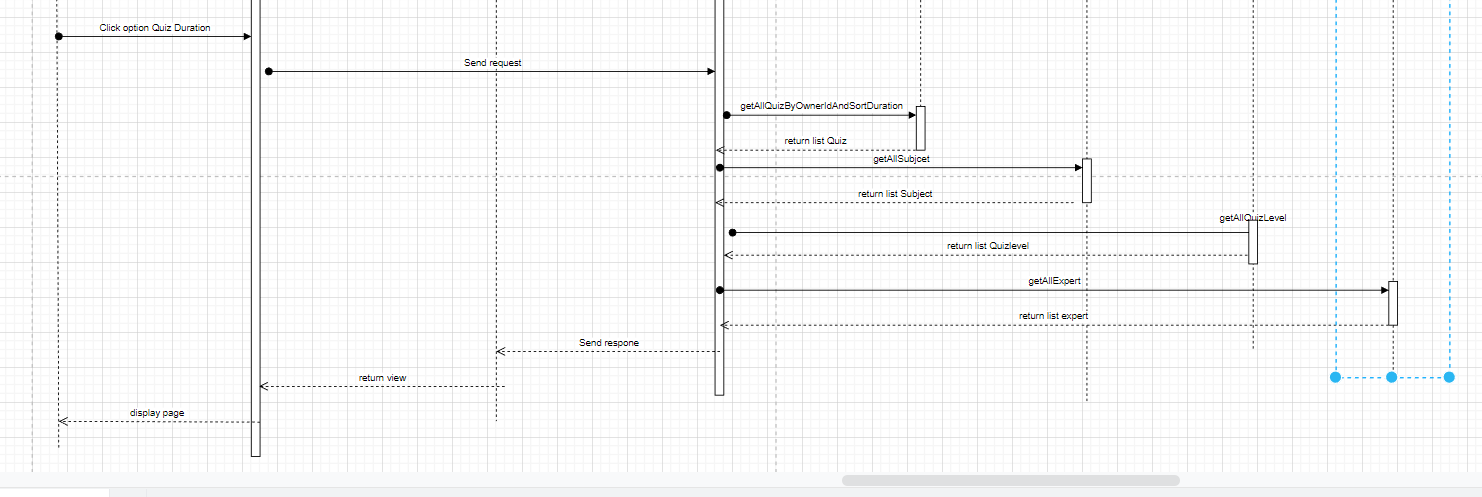 Click option Quiz Duration
Send request
getAllQuizByOwnerIdAndSortDuration
return list Quiz
getAllSubjcet
return list Subject
getAllQuizLevel
return list Quizlevel
getAllExpert
return list expert
Send respone
return view
display page